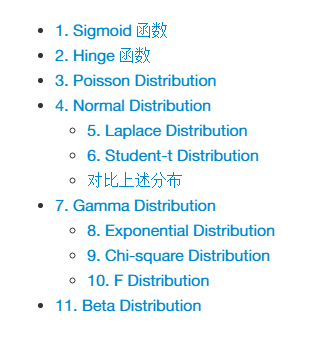 1. Sigmoid 函数
2. Hinge 函数
3. Poisson Distribution
4. Normal Distribution
5. Laplace Distribution
6. Student-t Distribution
对比上述分布
7. Gamma Distribution
8. Exponential Distribution
9. Chi-square Distribution
10. F Distribution
11. Beta Distribution